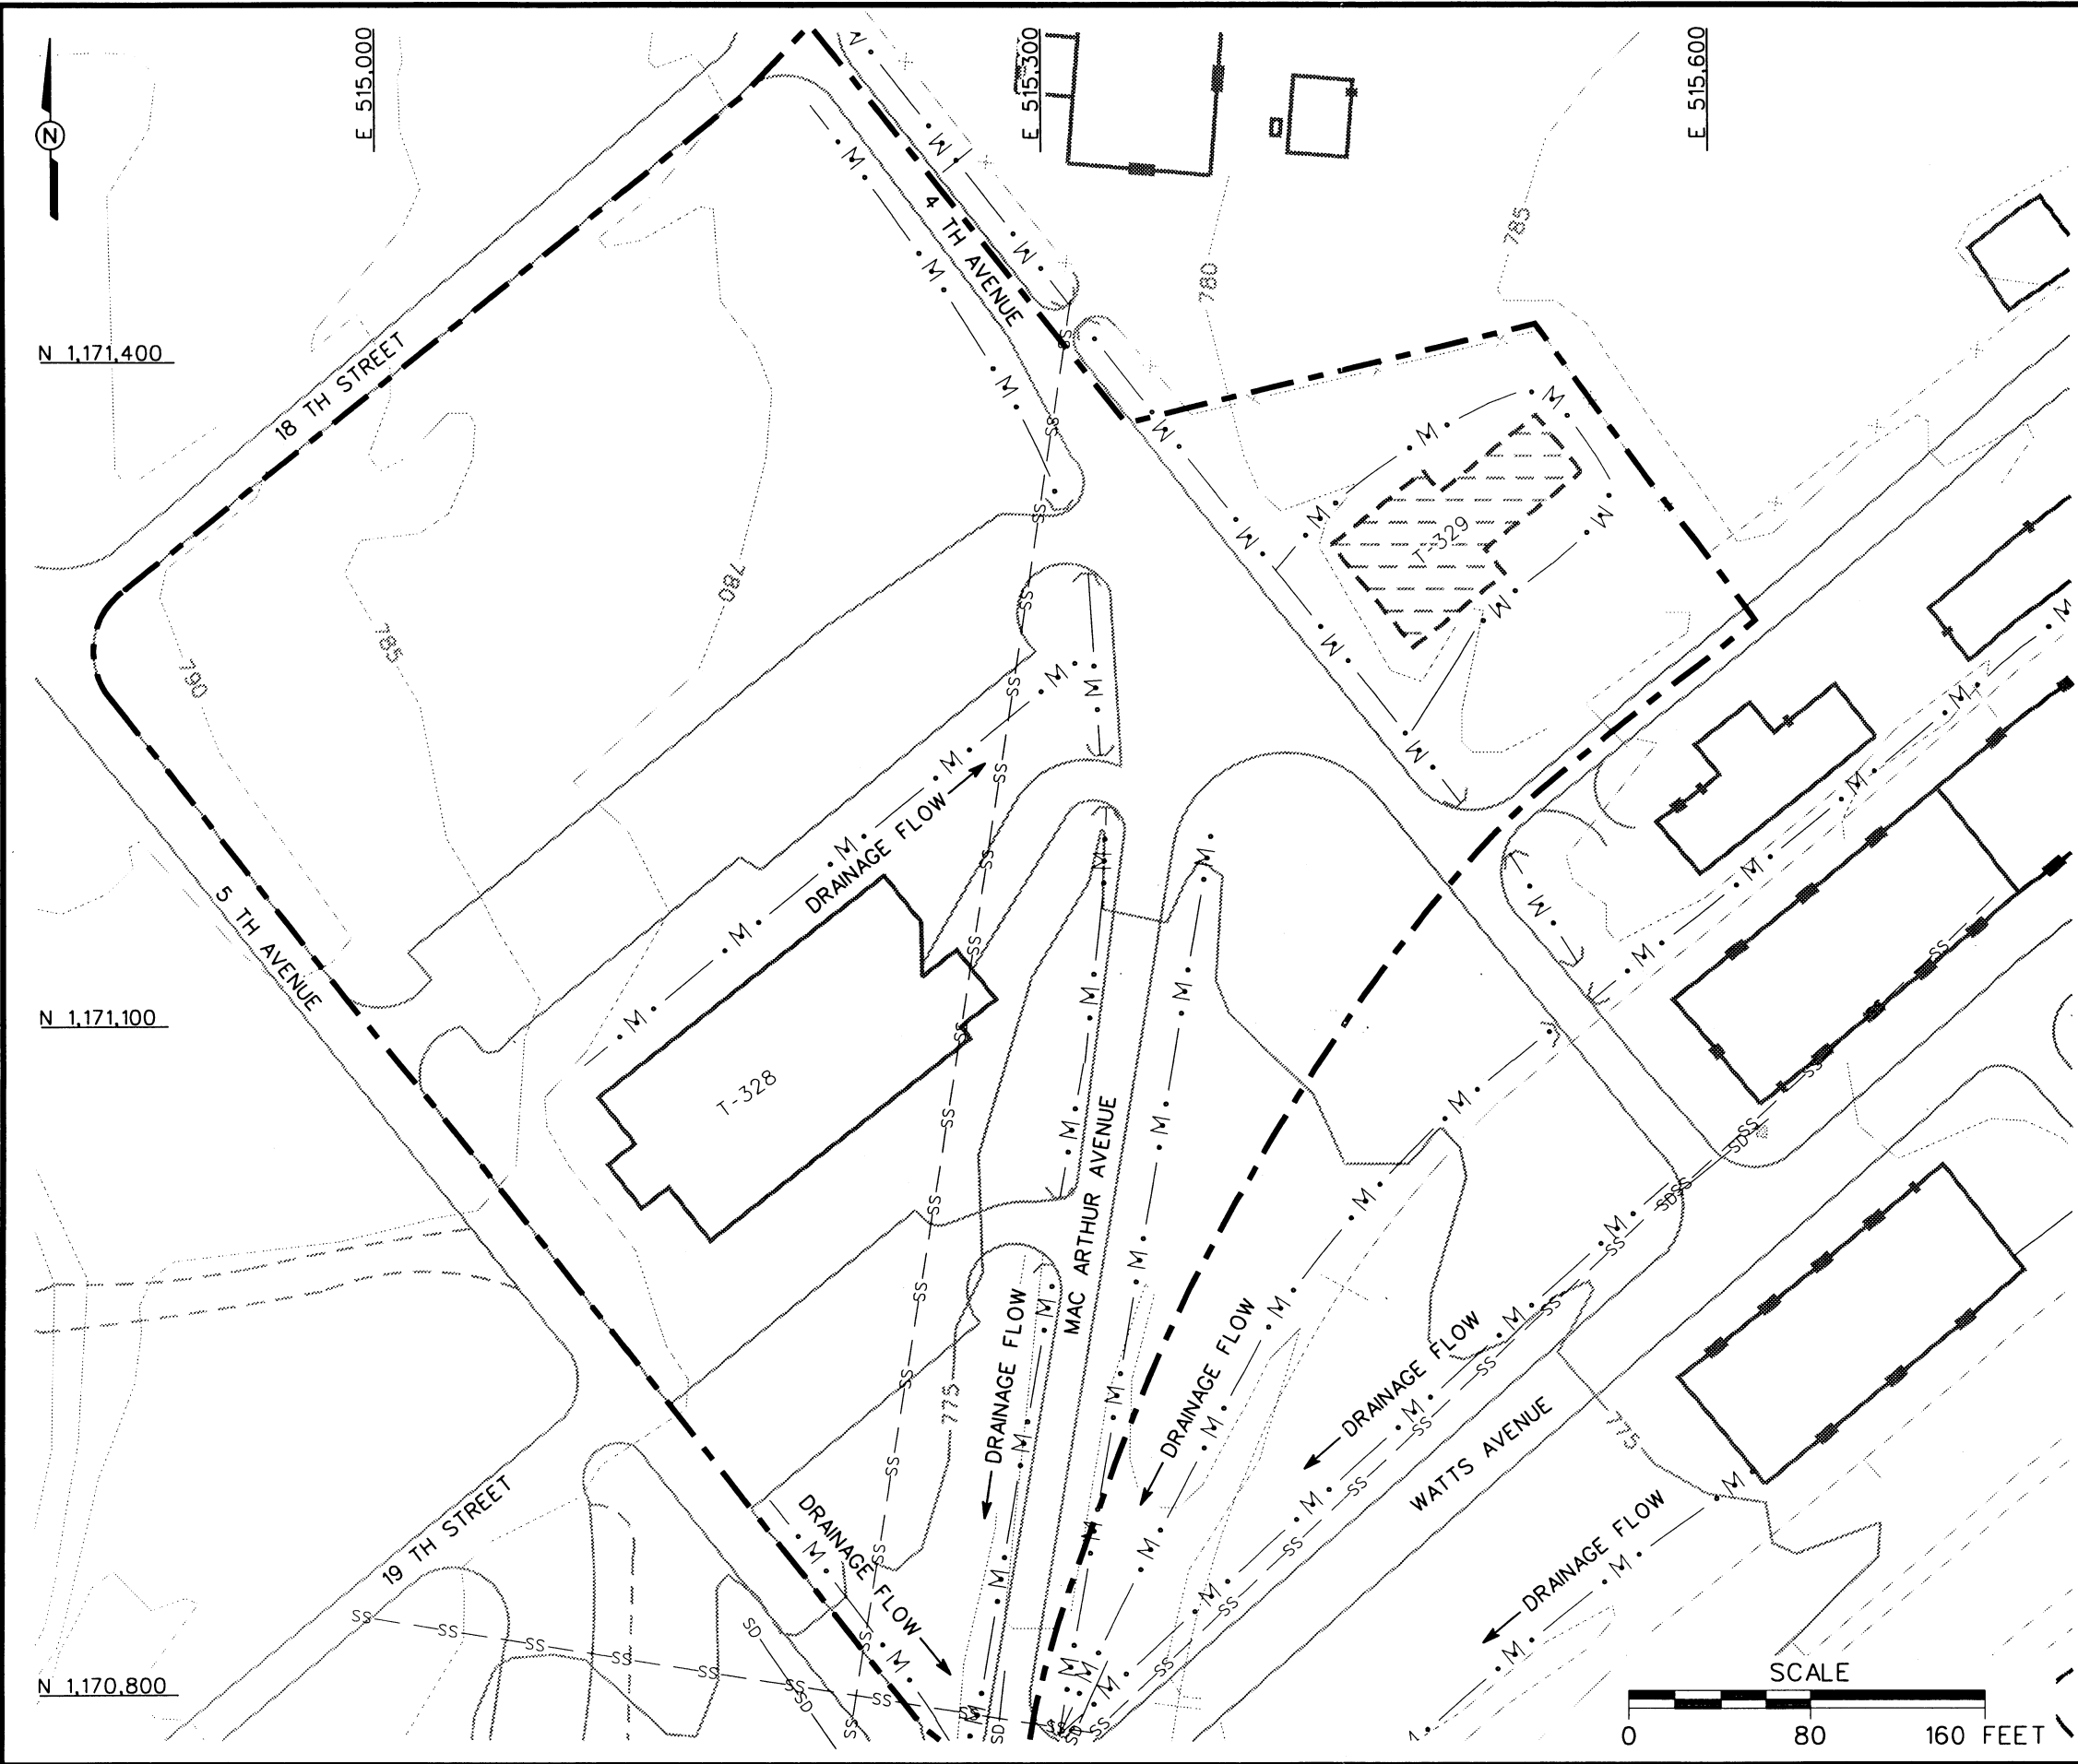 E 515,000
E 515,300
E 515,600
N
N 1,171,400
N 1,171,100
N 1,170,800
18 TH STREET
4 TH AVENUE
5 TH AVENUE
19 TH STREET
MAC ARTHUR AVENUE
WATTS AVENUE
780
785
780
785
790
775
775
T-329
T-328
DRAINAGE FLOW
DRAINAGE FLOW
DRAINAGE FLOW
DRAINAGE FLOW
DRAINAGE FLOW
DRAINAGE FLOW
SS
SD
M
SCALE
0 80 160 FEET